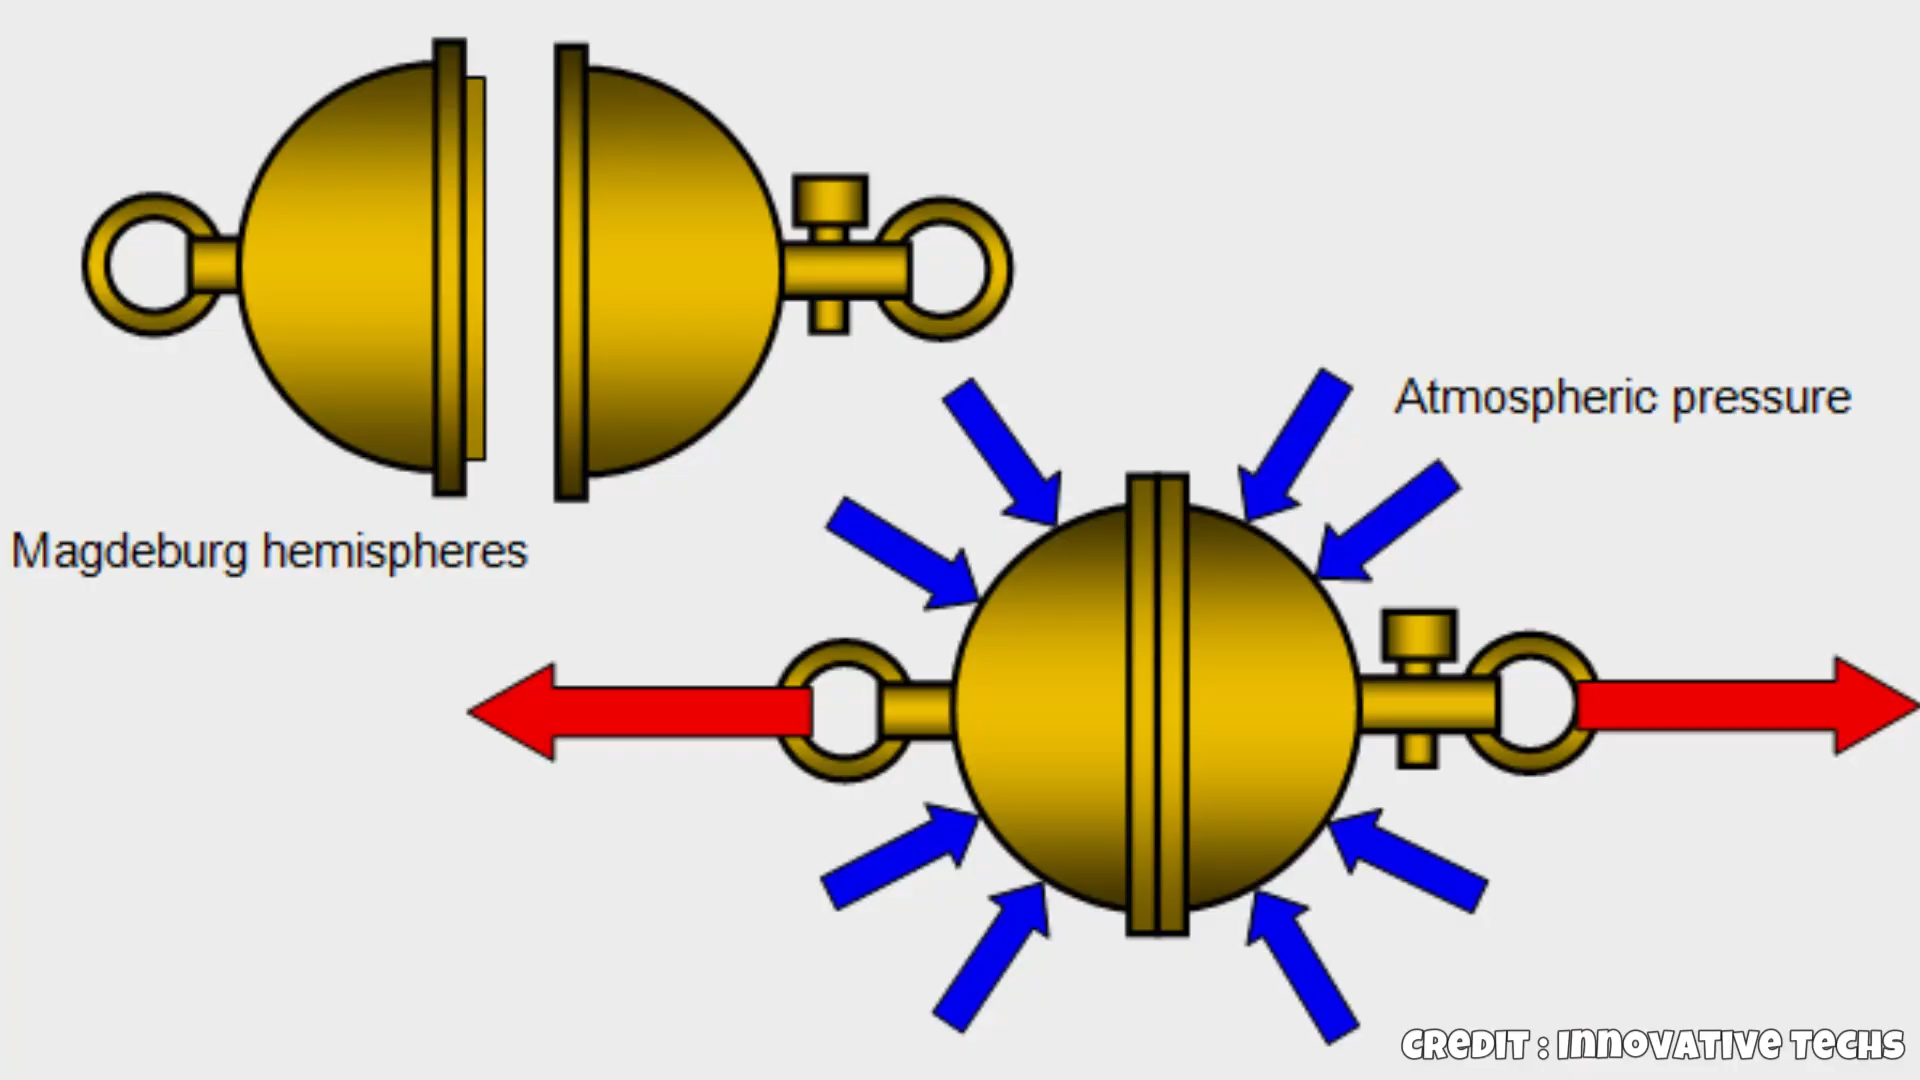 Atmospheric pressure
Magdeburg hemispheres
CREDIT : INNOVATIVE TECHS